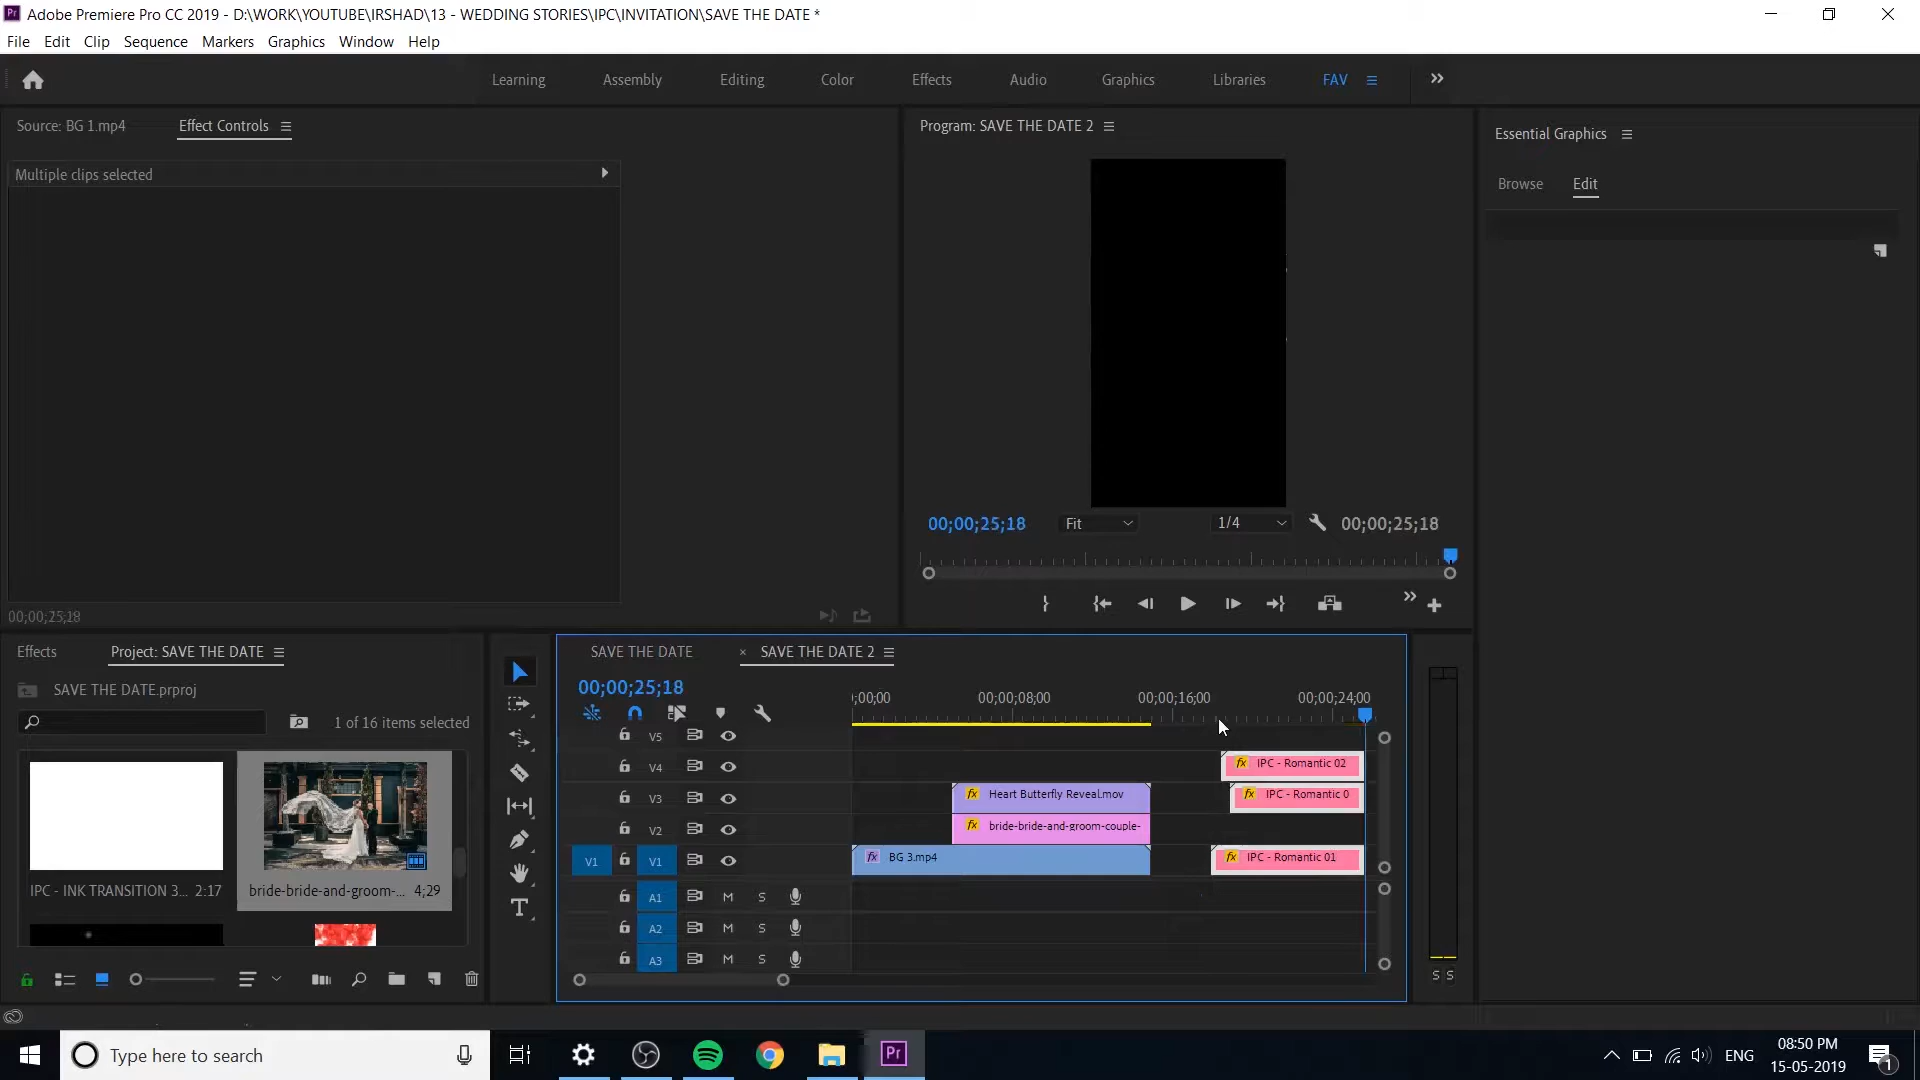 Adobe Premiere Pro CC 2019 - D:\WORK\YOUTUBE\IRSHAD\13 - WEDDING STORIES\IPC\INVITATION\SAVE THE DATE *
File Edit Clip Sequence Markers Graphics Window Help
Learning Assembly Editing Color Effects Audio Graphics Libraries FAV
Source: BG 1.mp4 Effect Controls
Multiple clips selected
00;00;25;18
Program: SAVE THE DATE 2
00;00;25;18 Fit 1/4 00;00;25;18
Essential Graphics
Browse Edit
Effects Project: SAVE THE DATE
SAVE THE DATE.prproj
1 of 16 items selected
IPC - INK TRANSITION 3... 2:17
bride-bride-and-groom-... 4;29
SAVE THE DATE × SAVE THE DATE 2
00;00;25;18
;00;00 00;00;08;00 00;00;16;00 00;00;24;00
V5
V4 IPC - Romantic 02
V3 Heart Butterfly Reveal.mov IPC - Romantic 0
V2 bride-bride-and-groom-couple-
V1 V1 BG 3.mp4 IPC - Romantic 01
A1 M S
A2 M S
A3 M S
S S
Type here to search
Pr
ENG
08:50 PM
15-05-2019
1